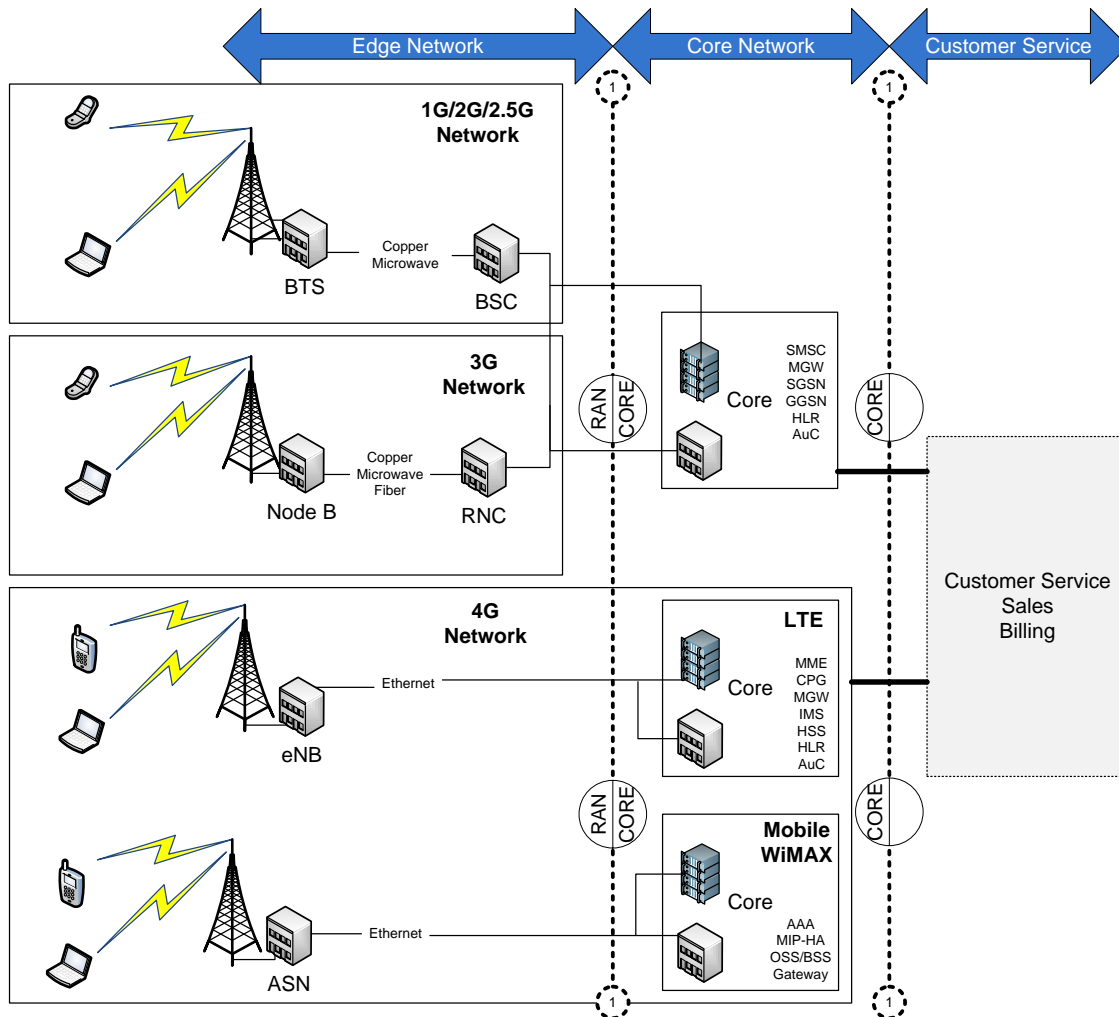 Edge Network
Core Network
Customer Service
1
1
1G/2G/2.5G
Network
Copper
Microwave
BTS
BSC
3G
Network
Copper
Microwave
Fiber
Node B
RNC
RAN
CORE
Core
SMSC
MGW
SGSN
GGSN
HLR
AuC
CORE
Customer Service
Sales
Billing
4G
Network
Ethernet
eNB
LTE
Core
MME
CPG
MGW
IMS
HSS
HLR
AuC
RAN
CORE
CORE
Ethernet
ASN
Mobile
WiMAX
Core
AAA
MIP-HA
OSS/BSS
Gateway
1
1